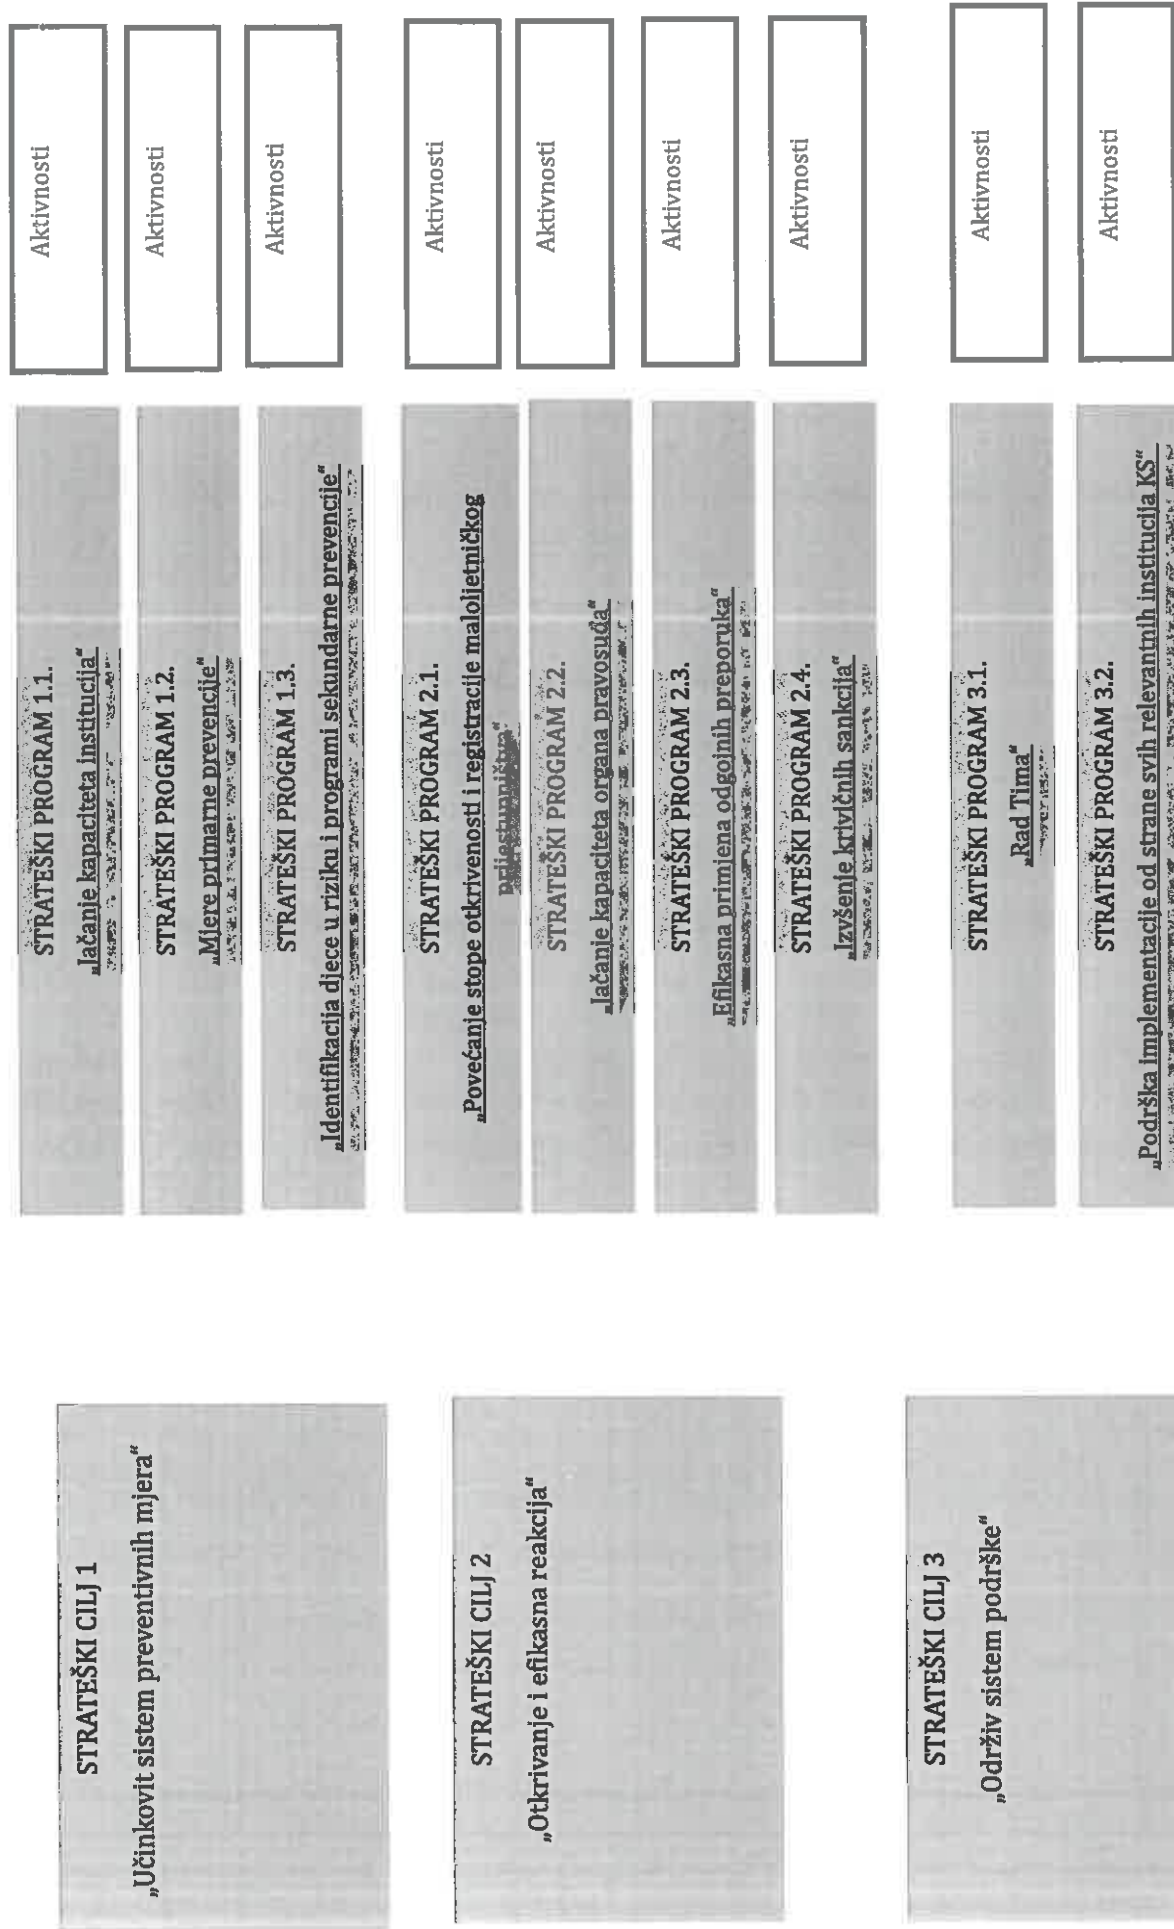 STRATEŠKI CILJ 1
„Učinkovit sistem preventivnih mjera“
STRATEŠKI PROGRAM 1.1.
„Jačanje kapaciteta institucija“
Aktivnosti
STRATEŠKI PROGRAM 1.2.
„Mjere primarne prevencije“
Aktivnosti
STRATEŠKI PROGRAM 1.3.
„Identifikacija djece u riziku i programi sekundarne prevencije“
Aktivnosti
STRATEŠKI CILJ 2
„Otkrivanje i efikasna reakcija“
STRATEŠKI PROGRAM 2.1.
„Povećanje stope otkrivenosti i registracije maloljetničkog
prijestupništva“
Aktivnosti
STRATEŠKI PROGRAM 2.2.
„Jačanje kapaciteta organa pravosuđa“
Aktivnosti
STRATEŠKI PROGRAM 2.3.
„Efikasna primjena odgojnih preporuka“
Aktivnosti
STRATEŠKI PROGRAM 2.4.
„Izvšenje krivičnih sankcija“
Aktivnosti
STRATEŠKI CILJ 3
„Održiv sistem podrške“
STRATEŠKI PROGRAM 3.1.
„Rad Tima“
Aktivnosti
STRATEŠKI PROGRAM 3.2.
„Podrška implementacije od strane svih relevantnih institucija KS“
Aktivnosti